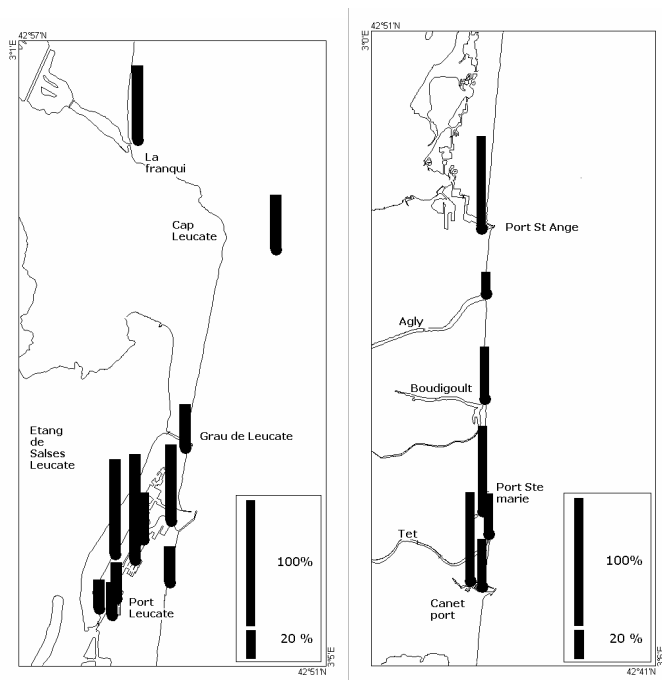 42°57'N
3°1'E
La
franqui
Cap
Leucate
Grau de Leucate
Etang
de
Salses
Leucate
Port
Leucate
100%
20 %
3°5'E
42°51'N
42°51'N
3°0'E
Port St Ange
Agly
Boudigoult
Port Ste
marie
Tet
Canet
port
100%
20 %
42°41'N